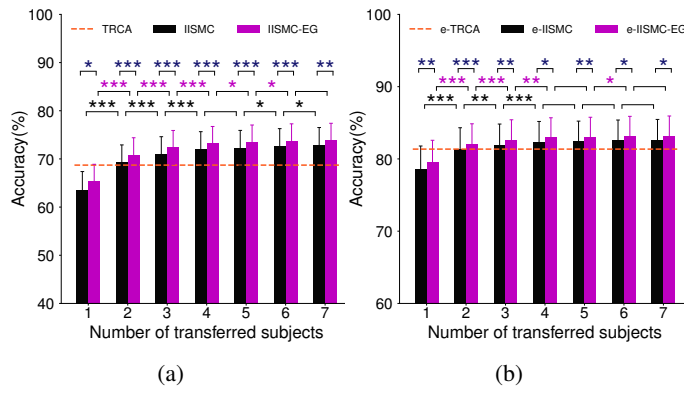 TRCA IISMC IISMC-EG
* *** *** *** *** *** **
*** *** *** * *
*** *** *** * *
Accuracy(%)
100
90
80
70
60
50
40
1 2 3 4 5 6 7
Number of transferred subjects
(a)
e-TRCA e-IISMC e-IISMC-EG
** *** ** * ** * *
*** *** ** *
*** ** ***
Accuracy(%)
100
90
80
70
60
1 2 3 4 5 6 7
Number of transferred subjects
(b)